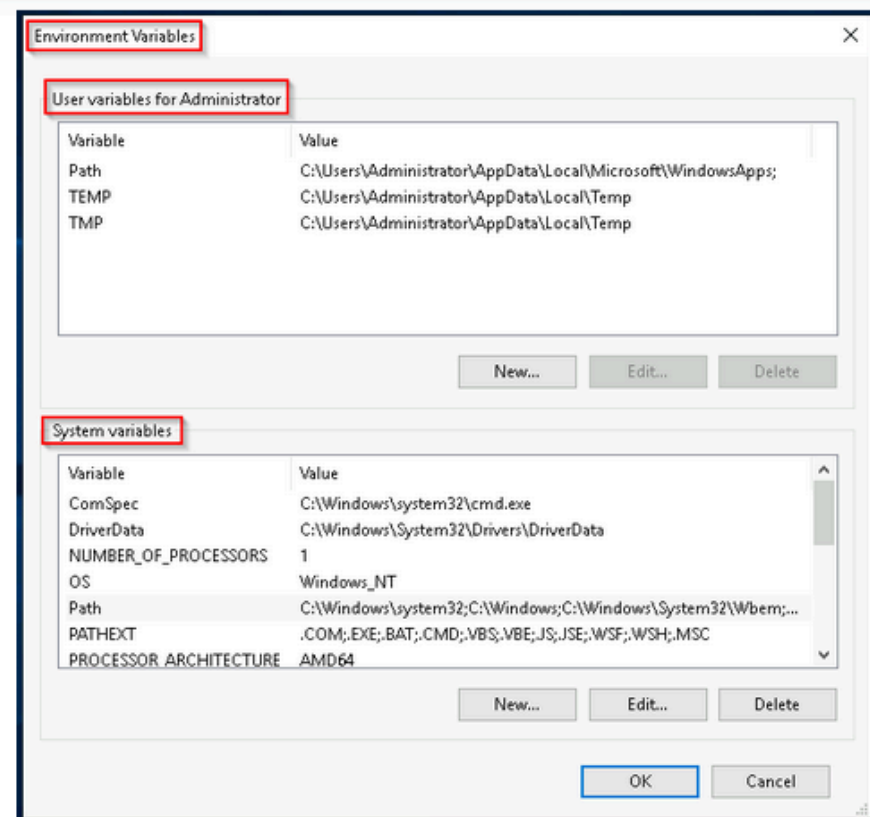 Environment Variables
User variables for Administrator
Variable Value
Path C:\Users\Administrator\AppData\Local\Microsoft\WindowsApps;
TEMP C:\Users\Administrator\AppData\Local\Temp
TMP C:\Users\Administrator\AppData\Local\Temp
New... Edit... Delete
System variables
Variable Value
ComSpec C:\Windows\system32\cmd.exe
DriverData C:\Windows\System32\Drivers\DriverData
NUMBER_OF_PROCESSORS 1
OS Windows_NT
Path C:\Windows\system32;C:\Windows;C:\Windows\System32\Wbem;...
PATHEXT .COM;.EXE;.BAT;.CMD;.VBS;.VBE;.JS;.JSE;.WSF;.WSH;.MSC
PROCESSOR_ARCHITECTURE AMD64
New... Edit... Delete
OK Cancel